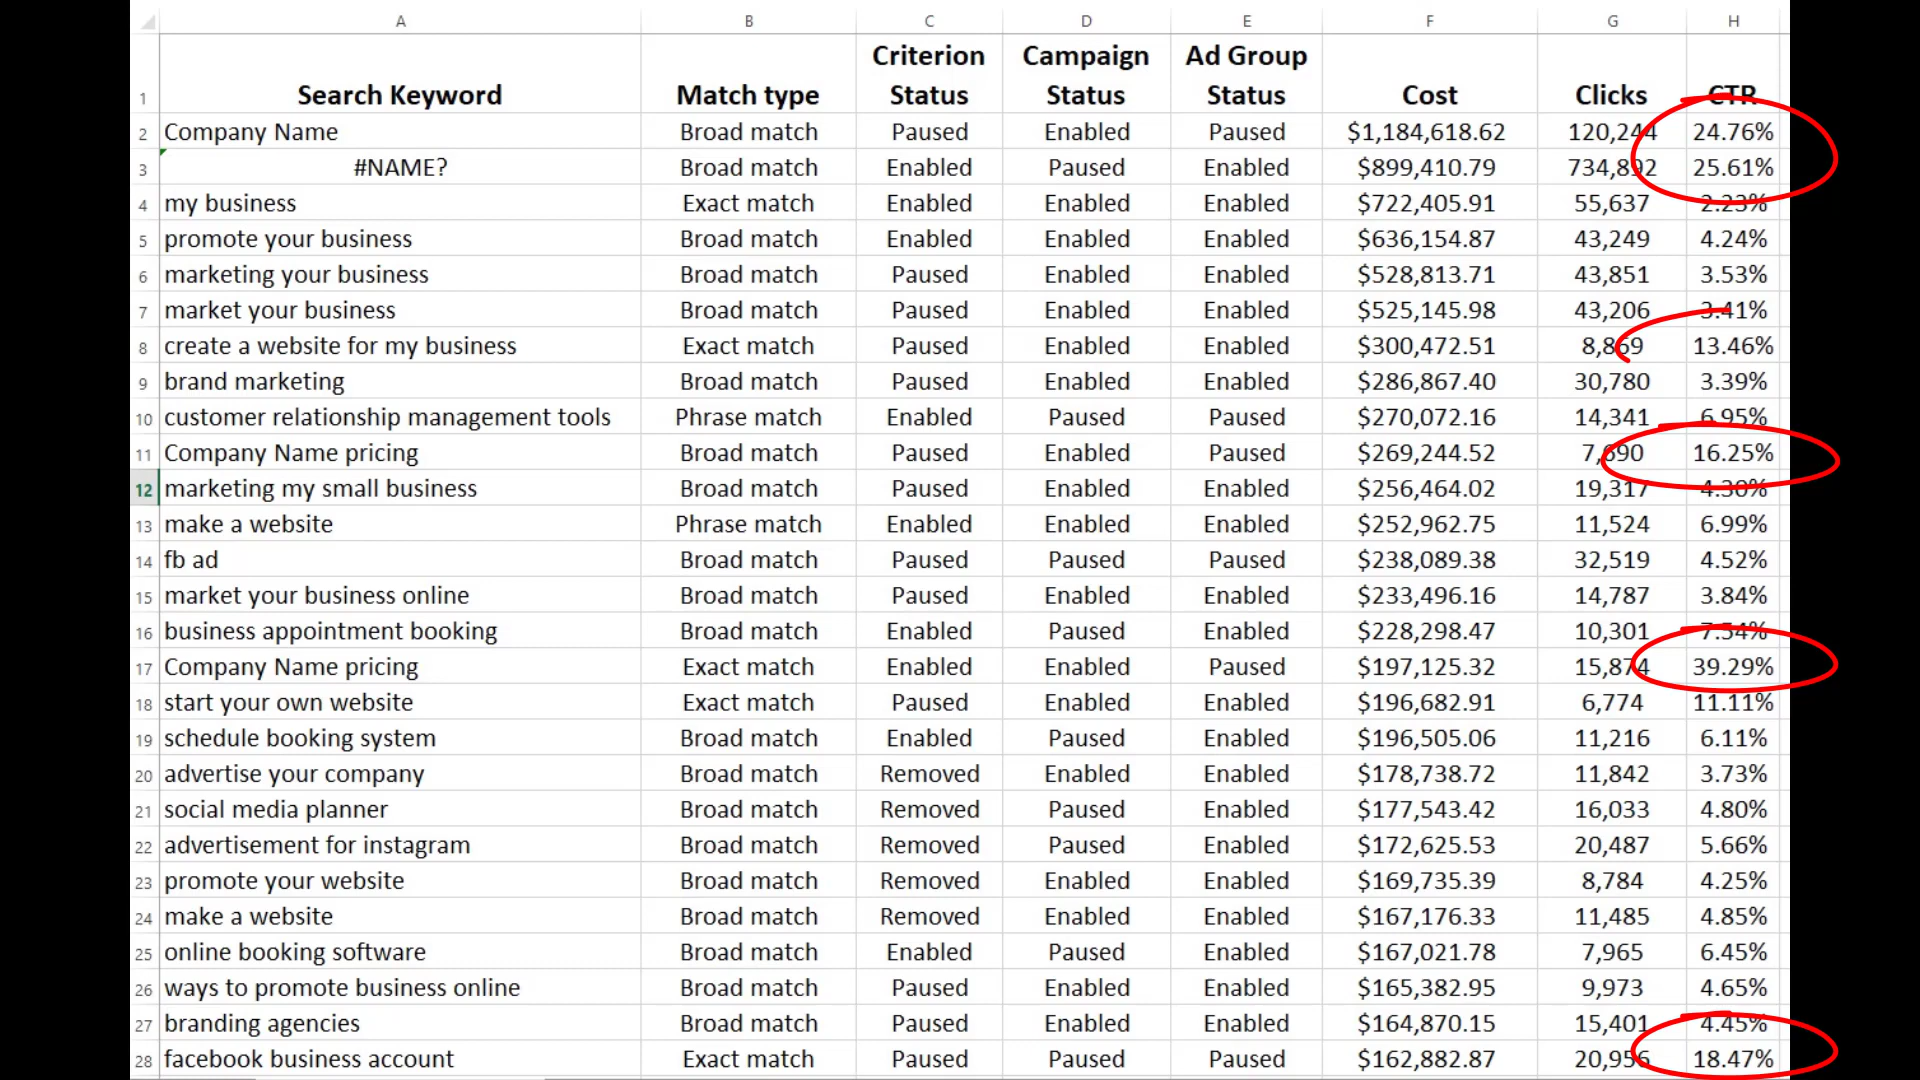 A B C D E F G H
1 Search Keyword Match type Criterion Status Campaign Status Ad Group Status Cost Clicks CTR
2 Company Name Broad match Paused Enabled Paused $1,184,618.62 120,244 24.76%
3 #NAME? Broad match Enabled Paused Enabled $899,410.79 734,892 25.61%
4 my business Exact match Enabled Enabled Enabled $722,405.91 55,637 2.23%
5 promote your business Broad match Enabled Enabled Enabled $636,154.87 43,249 4.24%
6 marketing your business Broad match Paused Enabled Enabled $528,813.71 43,851 3.53%
7 market your business Broad match Paused Enabled Enabled $525,145.98 43,206 3.41%
8 create a website for my business Exact match Paused Enabled Enabled $300,472.51 8,869 13.46%
9 brand marketing Broad match Paused Enabled Enabled $286,867.40 30,780 3.39%
10 customer relationship management tools Phrase match Enabled Paused Paused $270,072.16 14,341 6.95%
11 Company Name pricing Broad match Paused Enabled Paused $269,244.52 7,690 16.25%
12 marketing my small business Broad match Paused Enabled Enabled $256,464.02 19,317 4.30%
13 make a website Phrase match Enabled Enabled Enabled $252,962.75 11,524 6.99%
14 fb ad Broad match Paused Paused Paused $238,089.38 32,519 4.52%
15 market your business online Broad match Paused Enabled Enabled $233,496.16 14,787 3.84%
16 business appointment booking Broad match Enabled Paused Enabled $228,298.47 10,301 7.54%
17 Company Name pricing Exact match Enabled Enabled Paused $197,125.32 15,874 39.29%
18 start your own website Exact match Paused Enabled Enabled $196,682.91 6,774 11.11%
19 schedule booking system Broad match Enabled Paused Enabled $196,505.06 11,216 6.11%
20 advertise your company Broad match Removed Enabled Enabled $178,738.72 11,842 3.73%
21 social media planner Broad match Removed Paused Enabled $177,543.42 16,033 4.80%
22 advertisement for instagram Broad match Removed Paused Enabled $172,625.53 20,487 5.66%
23 promote your website Broad match Removed Enabled Enabled $169,735.39 8,784 4.25%
24 make a website Broad match Removed Enabled Enabled $167,176.33 11,485 4.85%
25 online booking software Broad match Enabled Paused Enabled $167,021.78 7,965 6.45%
26 ways to promote business online Broad match Paused Enabled Enabled $165,382.95 9,973 4.65%
27 branding agencies Broad match Paused Enabled Enabled $164,870.15 15,401 4.45%
28 facebook business account Exact match Paused Paused Paused $162,882.87 20,956 18.47%